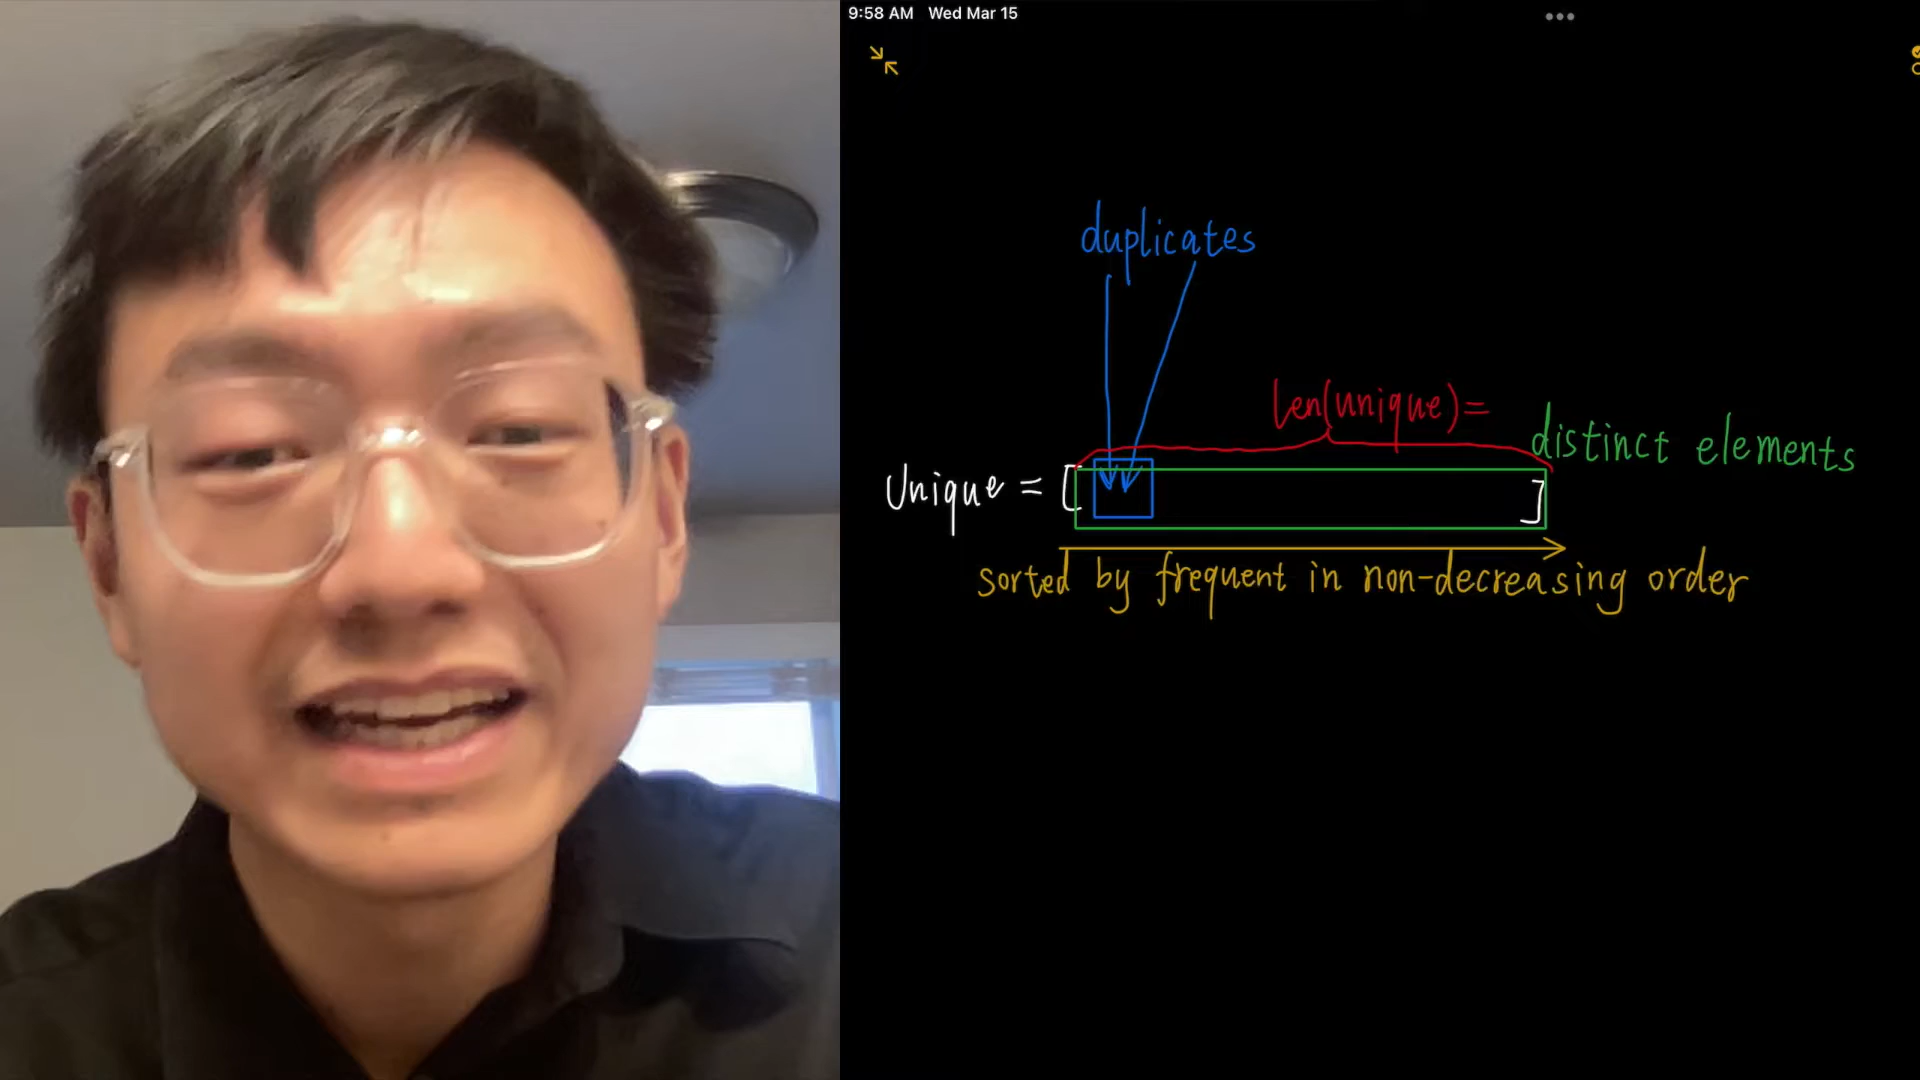 9:58 AM Wed Mar 15
duplicates
len(unique)=
distinct elements
Unique = [ ]
sorted by frequent in non-decreasing order